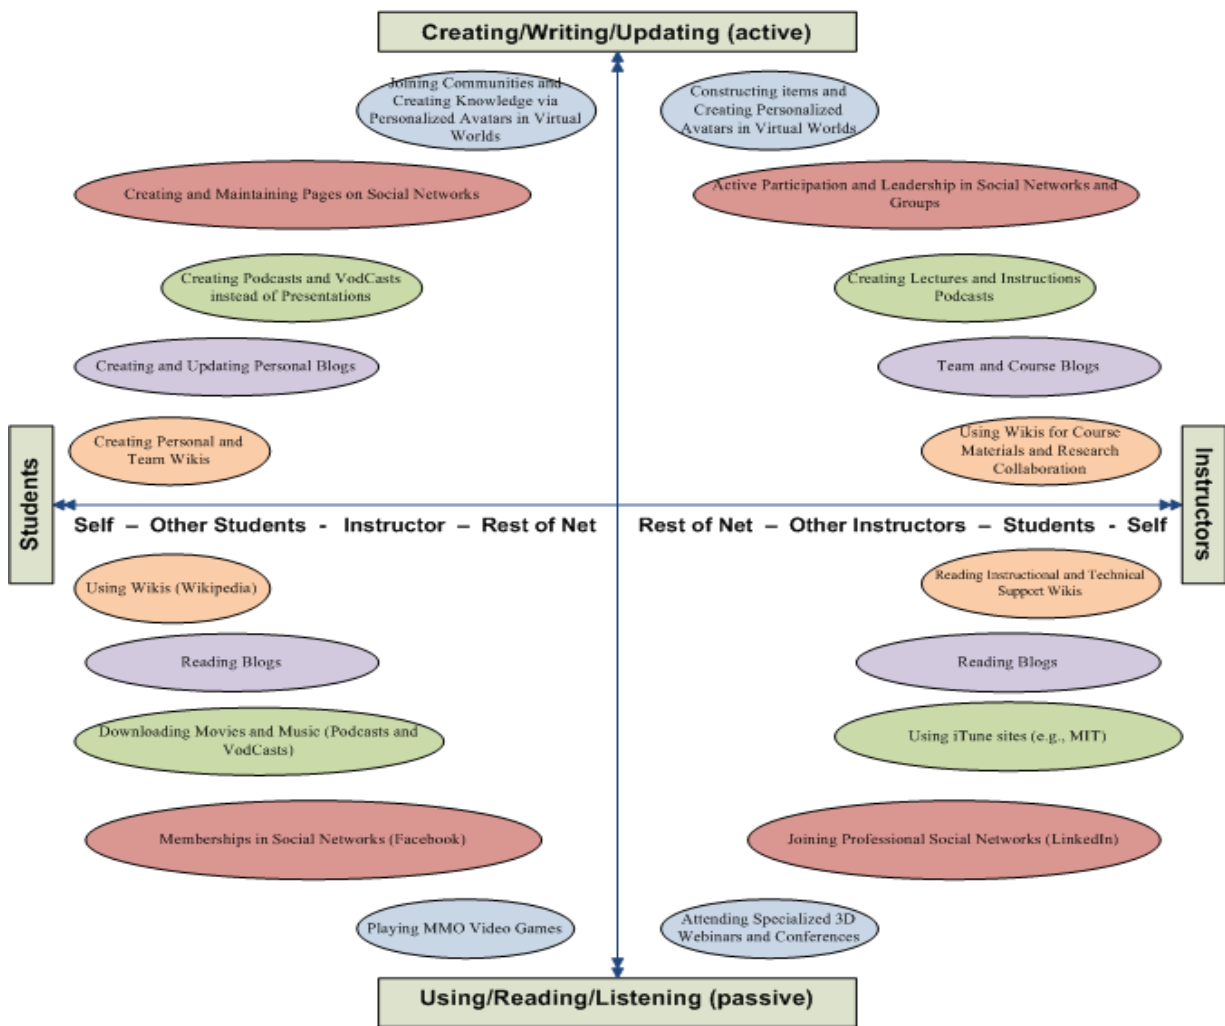 Creating/Writing/Updating (active)
Joining Communities and
Creating Knowledge via
Personalized Avatars in Virtual
Worlds
Constructing items and
Creating Personalized
Avatars in Virtual Worlds
Creating and Maintaining Pages on Social Networks
Active Participation and Leadership in Social Networks and
Groups
Creating Podcasts and VodCasts
instead of Presentations
Creating Lectures and Instructions
Podcasts
Creating and Updating Personal Blogs
Team and Course Blogs
Creating Personal and
Team Wikis
Using Wikis for Course
Materials and Research
Collaboration
Students
Instructors
Self – Other Students - Instructor – Rest of Net
Rest of Net – Other Instructors – Students - Self
Using Wikis (Wikipedia)
Reading Instructional and Technical
Support Wikis
Reading Blogs
Reading Blogs
Downloading Movies and Music (Podcasts and
VodCasts)
Using iTune sites (e.g., MIT)
Memberships in Social Networks (Facebook)
Joining Professional Social Networks (LinkedIn)
Playing MMO Video Games
Attending Specialized 3D
Webinars and Conferences
Using/Reading/Listening (passive)